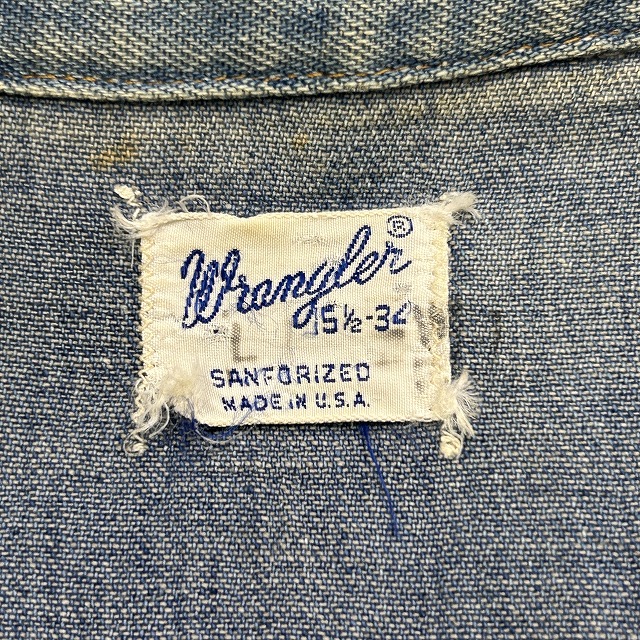 Wrangler®
15½-34
SANFORIZED
MADE IN U.S.A.